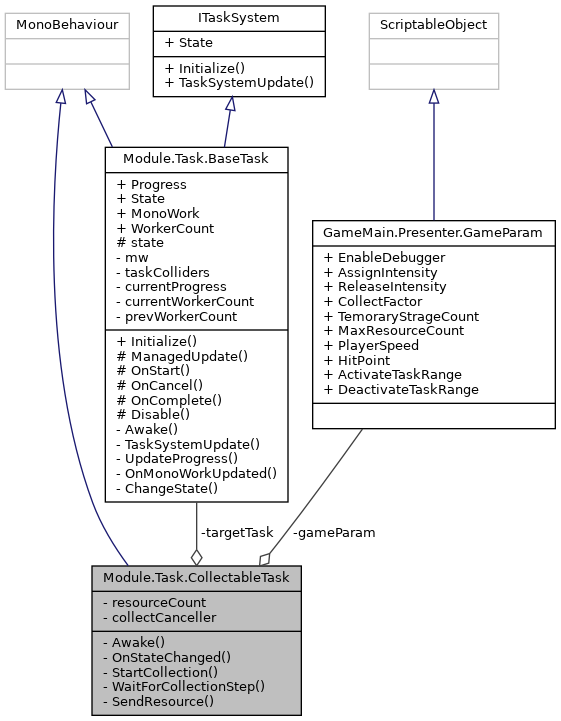 MonoBehaviour
ITaskSystem
+ State
+ Initialize()
+ TaskSystemUpdate()
ScriptableObject
Module.Task.BaseTask
+ Progress
+ State
+ MonoWork
+ WorkerCount
# state
- mw
- taskColliders
- currentProgress
- currentWorkerCount
- prevWorkerCount
+ Initialize()
# ManagedUpdate()
# OnStart()
# OnCancel()
# OnComplete()
# Disable()
- Awake()
- TaskSystemUpdate()
- UpdateProgress()
- OnMonoWorkUpdated()
- ChangeState()
GameMain.Presenter.GameParam
+ EnableDebugger
+ AssignIntensity
+ ReleaseIntensity
+ CollectFactor
+ TemoraryStrageCount
+ MaxResourceCount
+ PlayerSpeed
+ HitPoint
+ ActivateTaskRange
+ DeactivateTaskRange
-targetTask
-gameParam
Module.Task.CollectableTask
- resourceCount
- collectCanceller
- Awake()
- OnStateChanged()
- StartCollection()
- WaitForCollectionStep()
- SendResource()